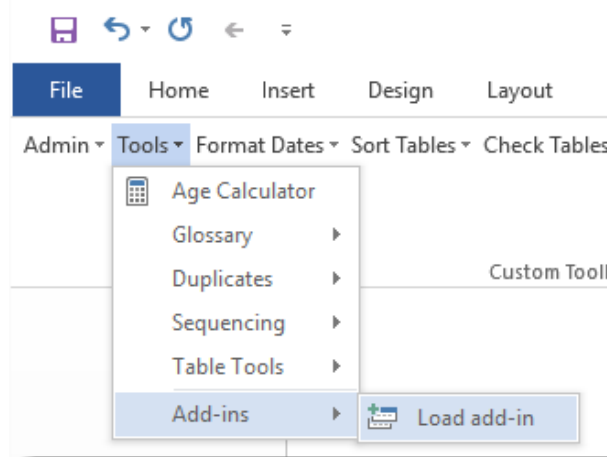 File Home Insert Design Layout
Admin Tools Format Dates Sort Tables Check Tables
Age Calculator
Glossary
Duplicates
Custom Tooll
Sequencing
Table Tools
Add-ins
Load add-in